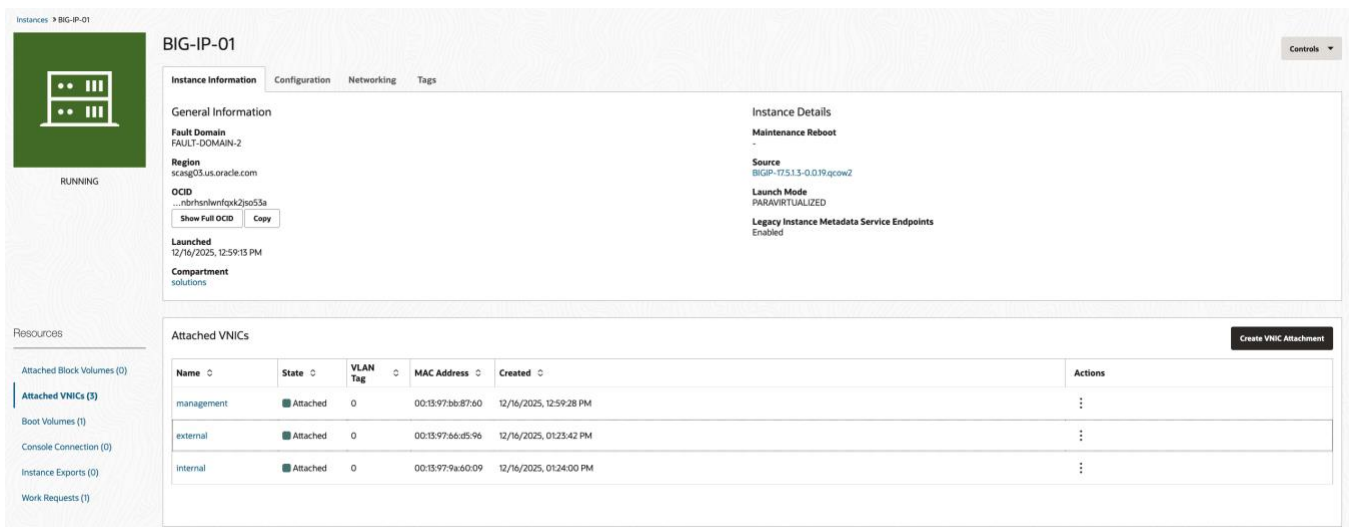 Instances > BIG-IP-01
RUNNING
BIG-IP-01
Controls
Instance Information Configuration Networking Tags
General Information
Fault Domain
FAULT-DOMAIN-2
Region
scasg03.us.oracle.com
OCID
...nbrhsnlwnfqxk2jso53a
Show Full OCID Copy
Launched
12/16/2025, 12:59:13 PM
Compartment
solutions
Instance Details
Maintenance Reboot
-
Source
BIGIP-17.5.1.3-0.0.19.qcow2
Launch Mode
PARAVIRTUALIZED
Legacy Instance Metadata Service Endpoints
Enabled
Resources
Attached Block Volumes (0)
Attached VNICs (3)
Boot Volumes (1)
Console Connection (0)
Instance Exports (0)
Work Requests (1)
Attached VNICs
Create VNIC Attachment
Name State VLAN Tag MAC Address Created Actions
management Attached 0 00:13:97:bb:87:60 12/16/2025, 12:59:28 PM
external Attached 0 00:13:97:66:d5:96 12/16/2025, 01:23:42 PM
internal Attached 0 00:13:97:9a:60:09 12/16/2025, 01:24:00 PM